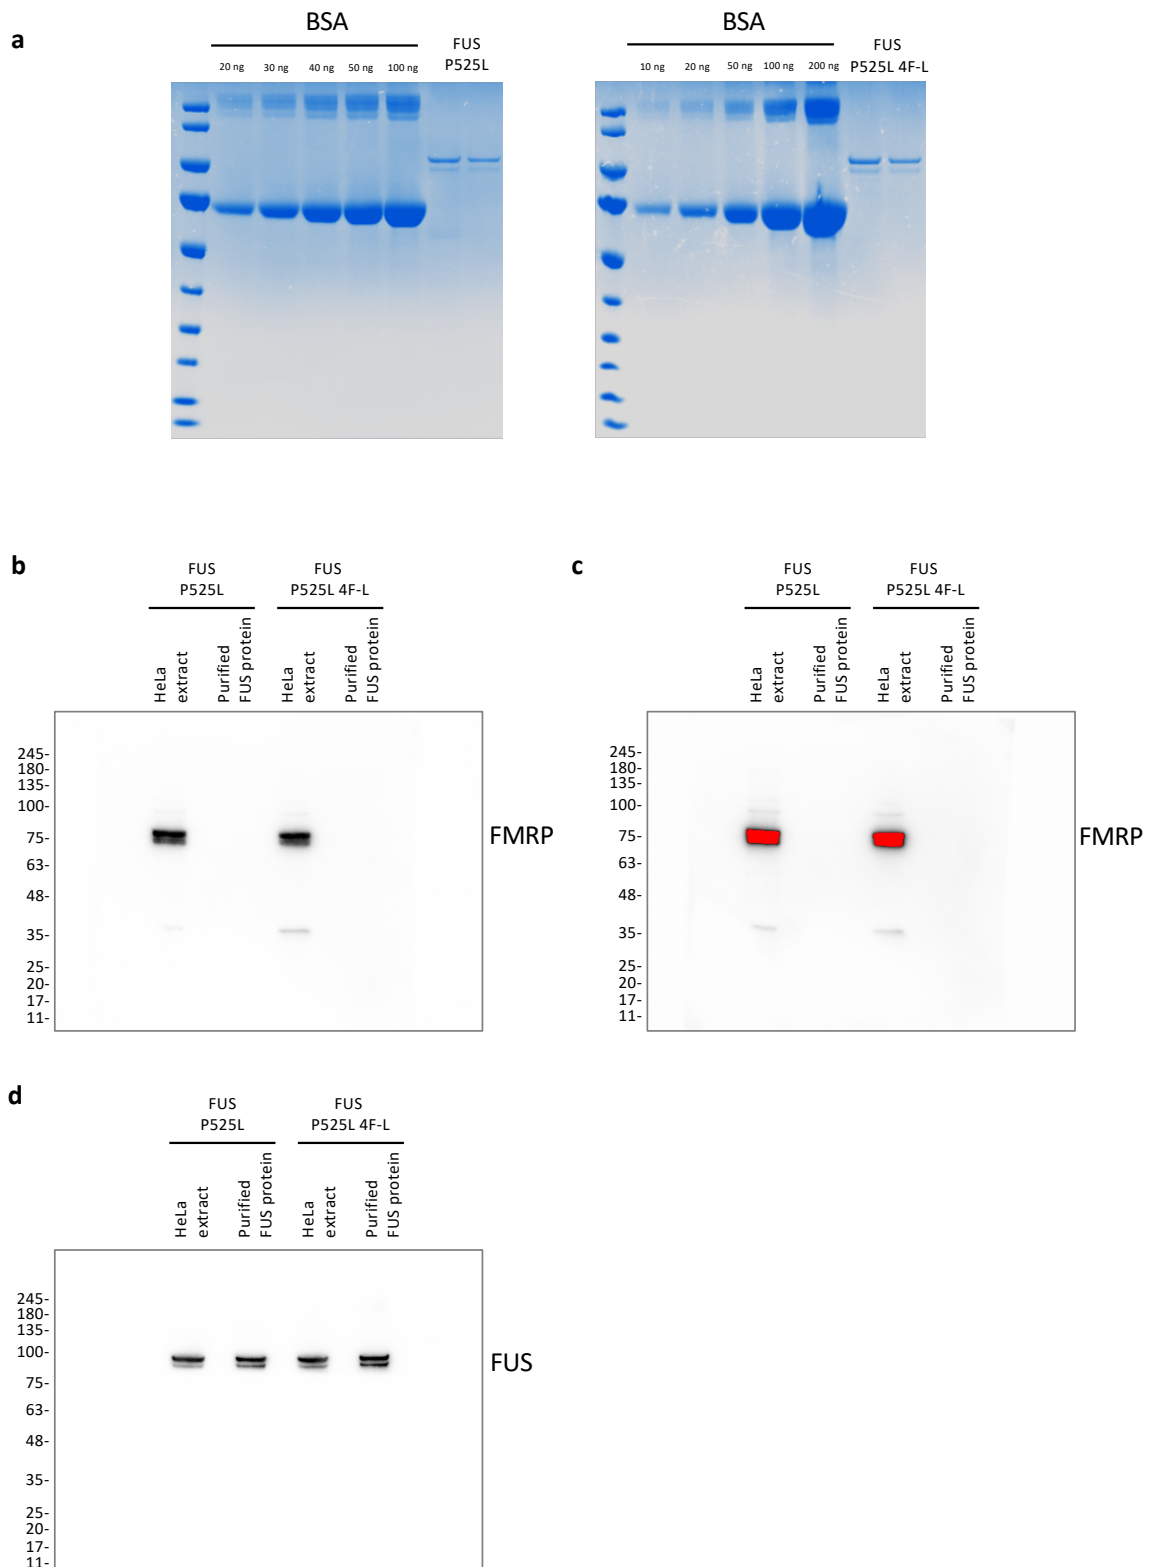 a
BSA
20 ng 30 ng 40 ng 50 ng 100 ng
FUS
P525L
BSA
10 ng 20 ng 50 ng 100 ng 200 ng
FUS
P525L 4F-L
b
FUS
P525L
FUS
P525L 4F-L
HeLa
extract
Purified
FUS protein
HeLa
extract
Purified
FUS protein
245-
180-
135-
100-
75-
63-
48-
35-
25-
20-
17-
11-
FMRP
c
FUS
P525L
FUS
P525L 4F-L
HeLa
extract
Purified
FUS protein
HeLa
extract
Purified
FUS protein
245-
180-
135-
100-
75-
63-
48-
35-
25-
20-
17-
11-
FMRP
d
FUS
P525L
FUS
P525L 4F-L
HeLa
extract
Purified
FUS protein
HeLa
extract
Purified
FUS protein
245-
180-
135-
100-
75-
63-
48-
35-
25-
20-
17-
11-
FUS